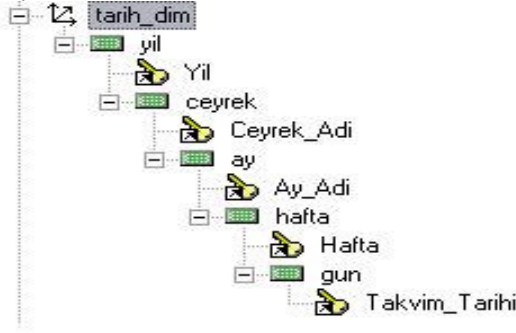 tarih_dim
yil
Yil
ceyrek
Ceyrek_Adi
ay
Ay_Adi
hafta
Hafta
gun
Takvim_Tarihi